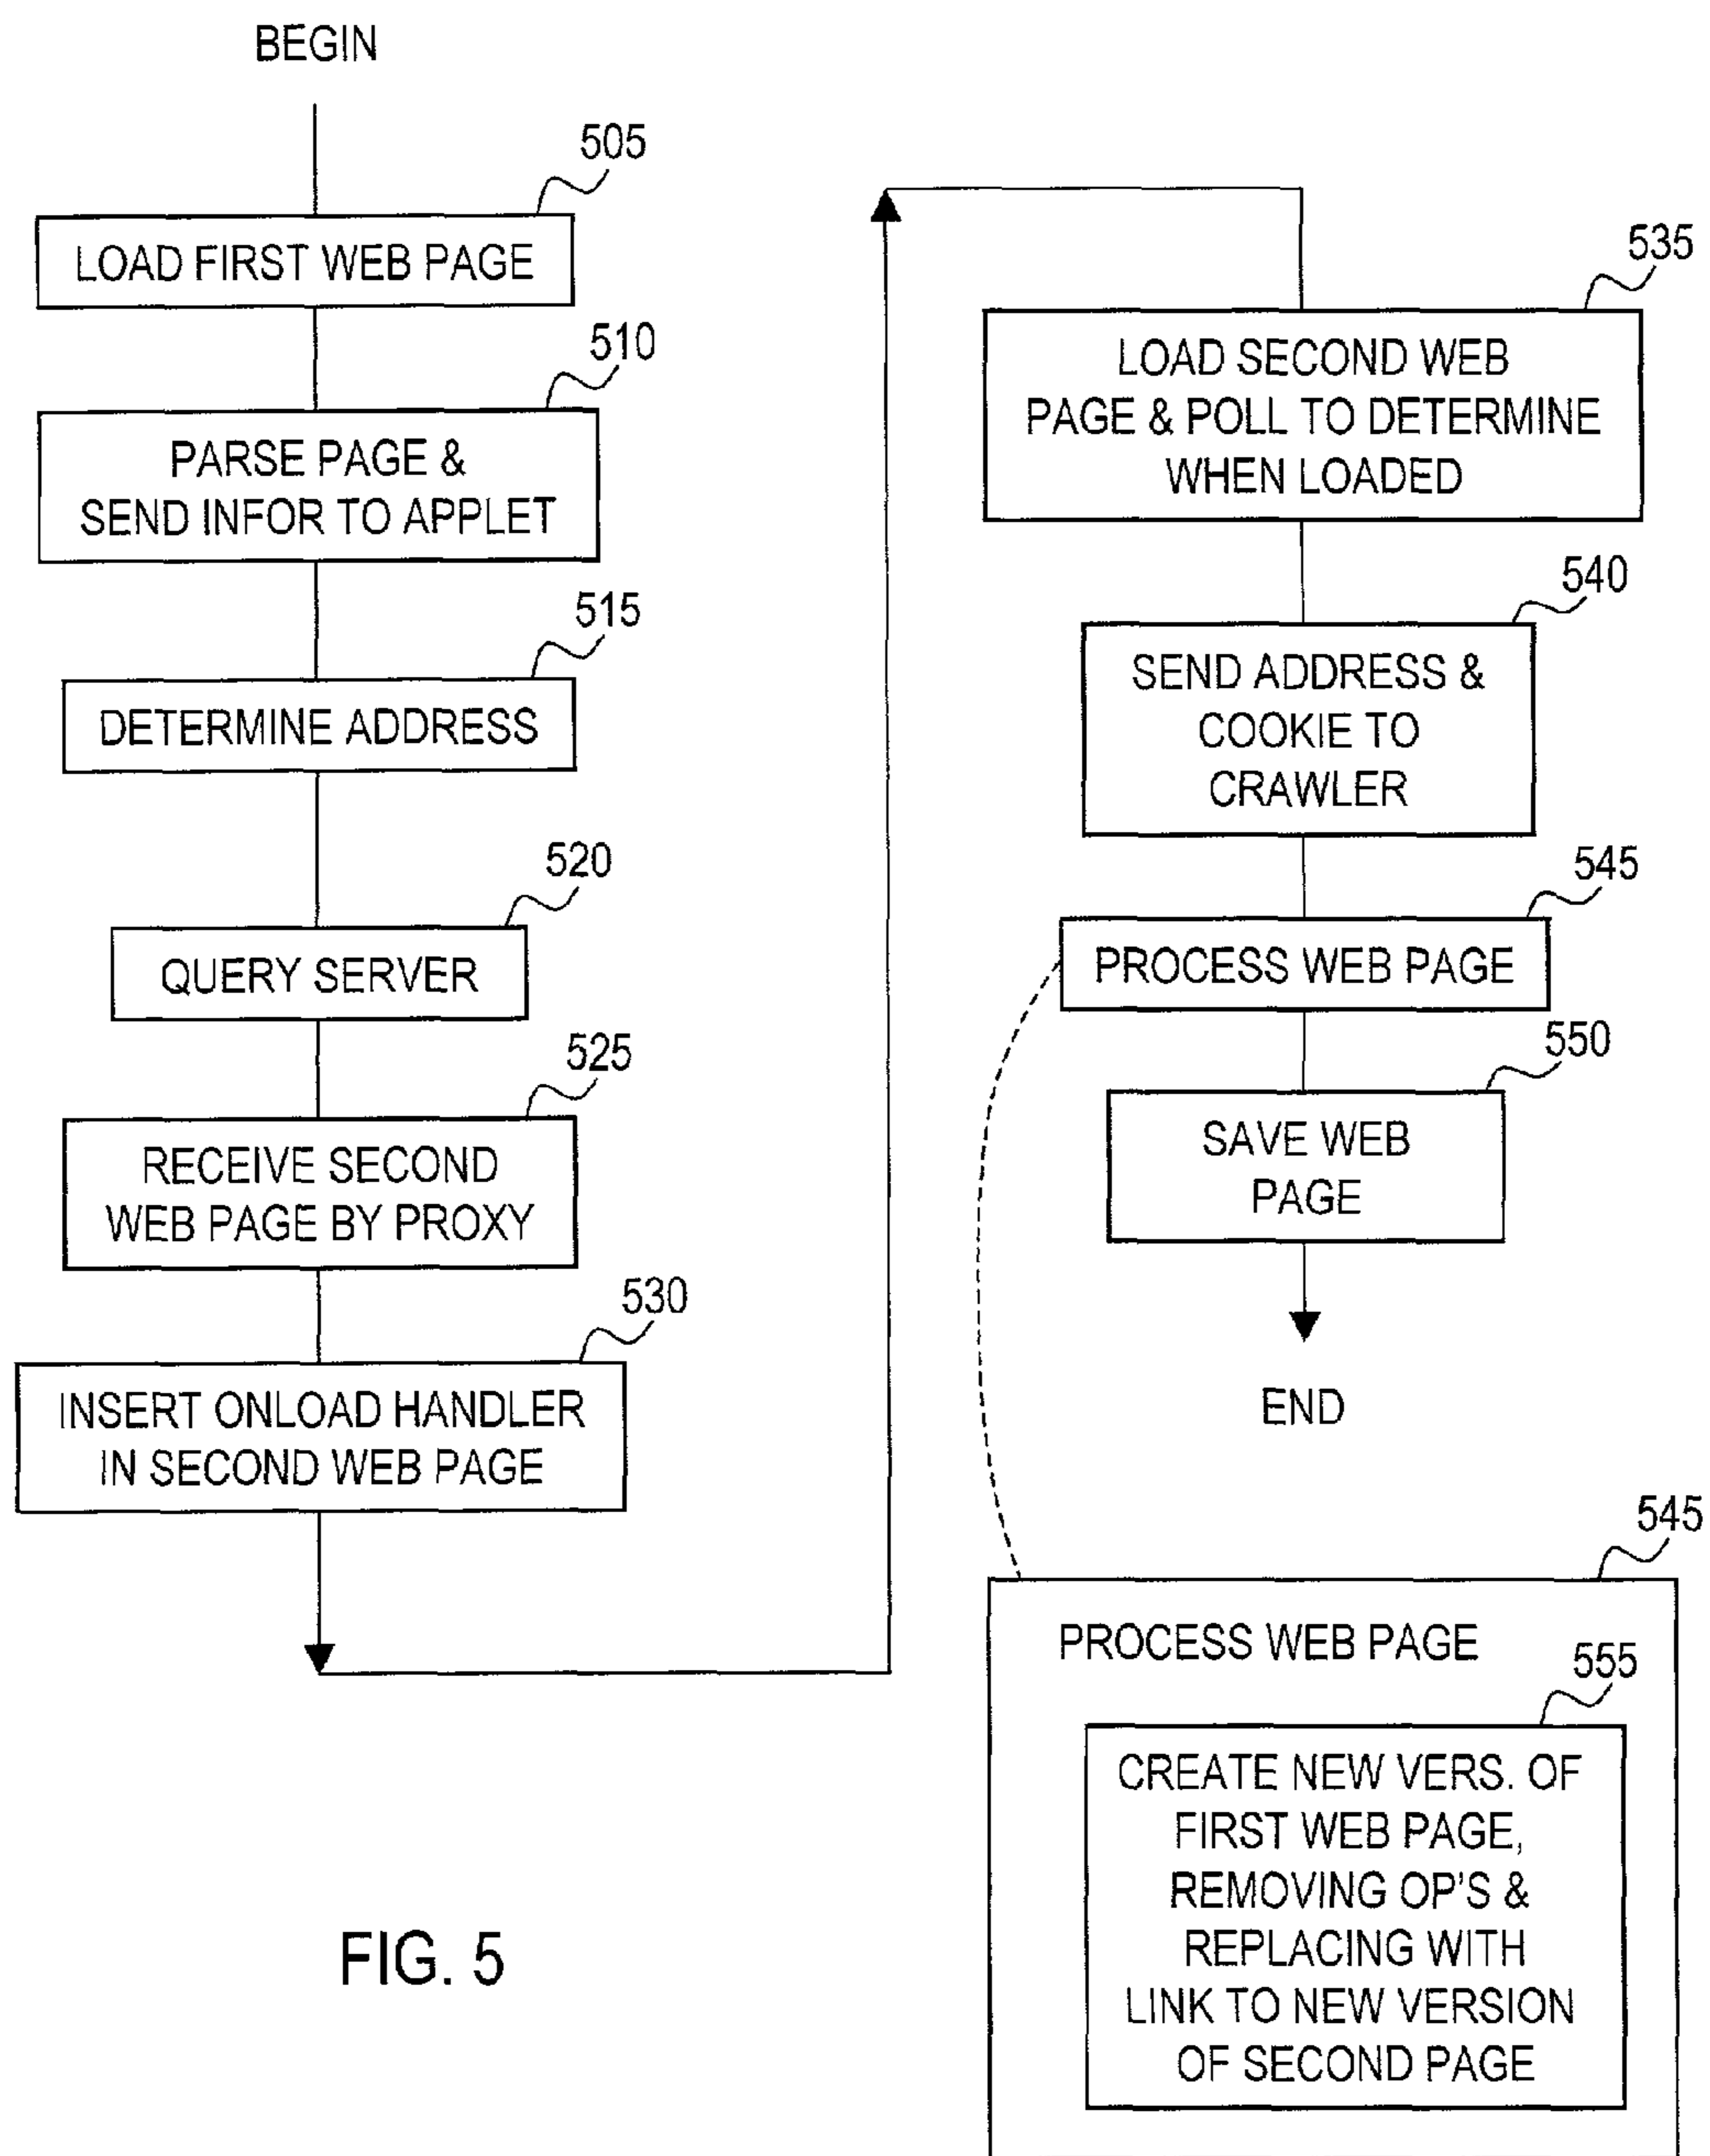 BEGIN
505
LOAD FIRST WEB PAGE
510
PARSE PAGE &
SEND INFOR TO APPLET
515
DETERMINE ADDRESS
520
QUERY SERVER
525
RECEIVE SECOND
WEB PAGE BY PROXY
530
INSERT ONLOAD HANDLER
IN SECOND WEB PAGE
535
LOAD SECOND WEB
PAGE & POLL TO DETERMINE
WHEN LOADED
540
SEND ADDRESS &
COOKIE TO
CRAWLER
545
PROCESS WEB PAGE
550
SAVE WEB
PAGE
END
545
PROCESS WEB PAGE
555
CREATE NEW VERS. OF
FIRST WEB PAGE,
REMOVING OP'S &
REPLACING WITH
LINK TO NEW VERSION
OF SECOND PAGE
FIG. 5